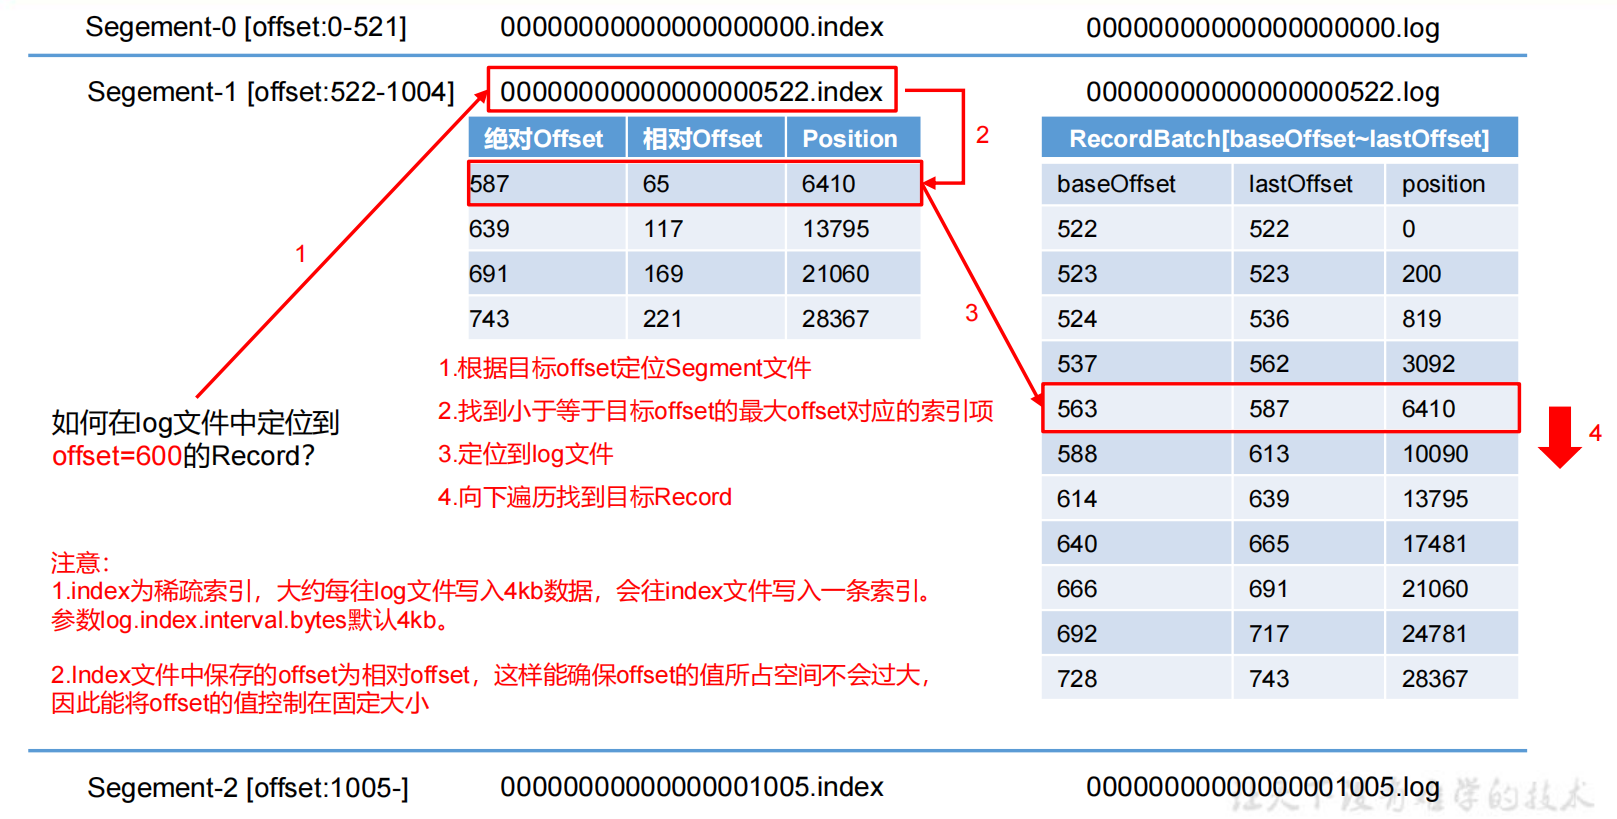 Segement-0 [offset:0-521] 00000000000000000000.index 00000000000000000000.log
Segement-1 [offset:522-1004] 00000000000000000522.index 00000000000000000522.log
绝对Offset 相对Offset Position
587 65 6410
639 117 13795
691 169 21060
743 221 28367
1
2
3
RecordBatch[baseOffset~lastOffset]
baseOffset lastOffset position
522 522 0
523 523 200
524 536 819
537 562 3092
563 587 6410
588 613 10090
614 639 13795
640 665 17481
666 691 21060
692 717 24781
728 743 28367
4
1.根据目标offset定位Segment文件
2.找到小于等于目标offset的最大offset对应的索引项
3.定位到log文件
4.向下遍历找到目标Record
如何在log文件中定位到
offset=600的Record？
注意：
1.index为稀疏索引，大约每往log文件写入4kb数据，会往index文件写入一条索引。
参数log.index.interval.bytes默认4kb。
2.Index文件中保存的offset为相对offset，这样能确保offset的值所占空间不会过大，
因此能将offset的值控制在固定大小
Segement-2 [offset:1005-] 00000000000000001005.index 00000000000000001005.log
让天下没有难学的技术